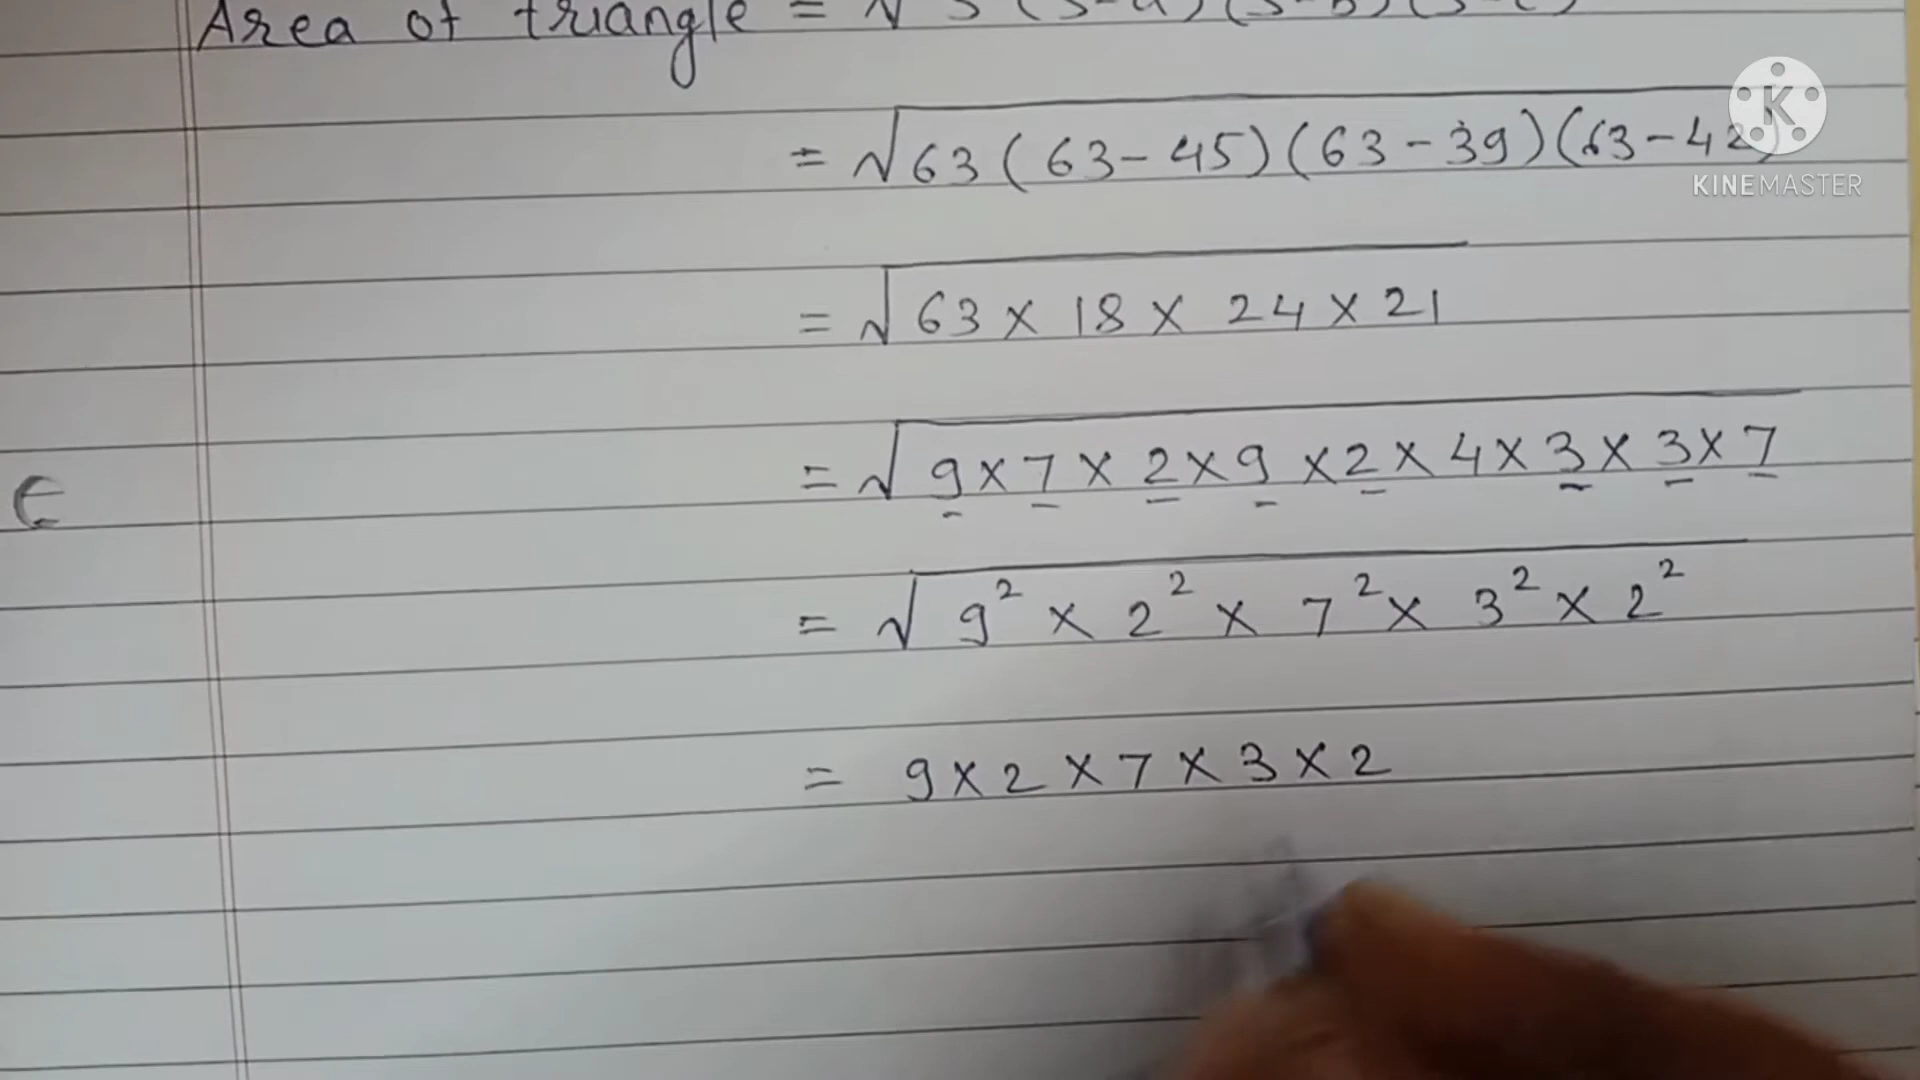 Area of triangle = √ s (s-a) (s-b) (s-c)
= √63 ( 63 - 45) ( 63 - 39) (63 - 42)
KINEMASTER
= √63 × 18 × 24 × 21
= √9 × 7 × 2 × 9 × 2 × 4 × 3 × 3 × 7
= √9² × 2² × 7² × 3² × 2²
= 9 × 2 × 7 × 3 × 2